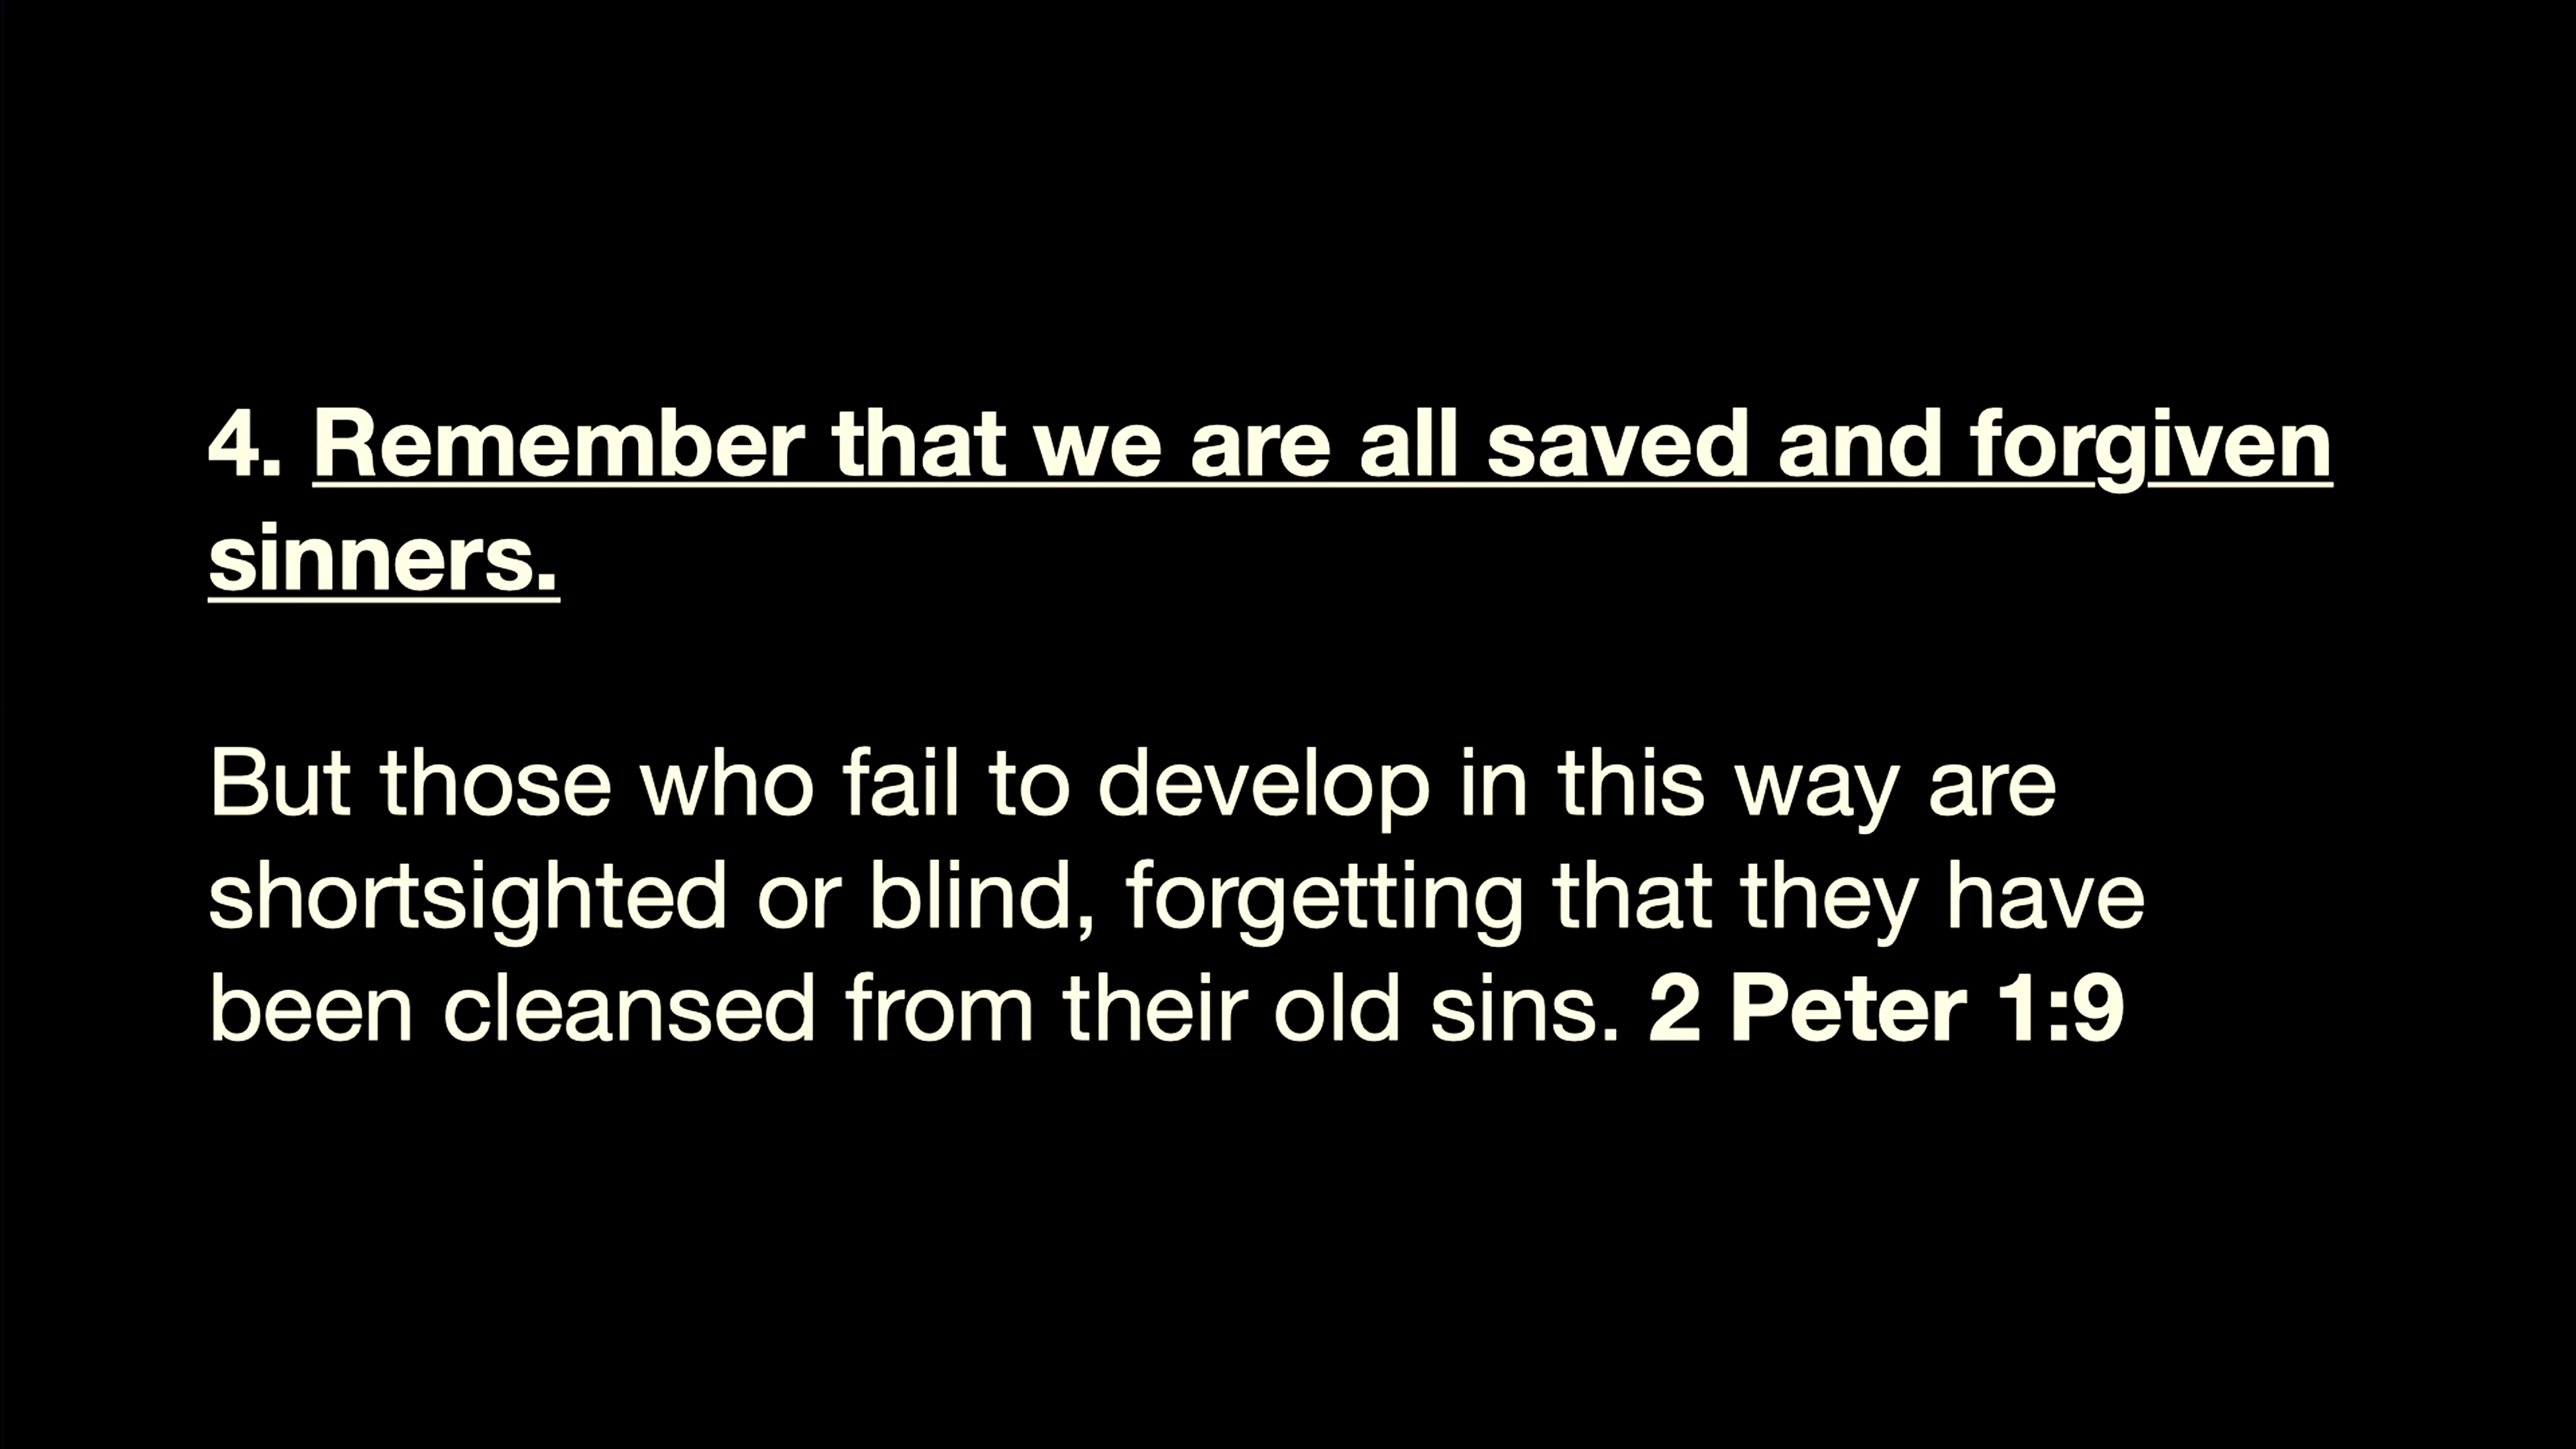 4. Remember that we are all saved and forgiven
sinners.
But those who fail to develop in this way are
shortsighted or blind, forgetting that they have
been cleansed from their old sins. 2 Peter 1:9